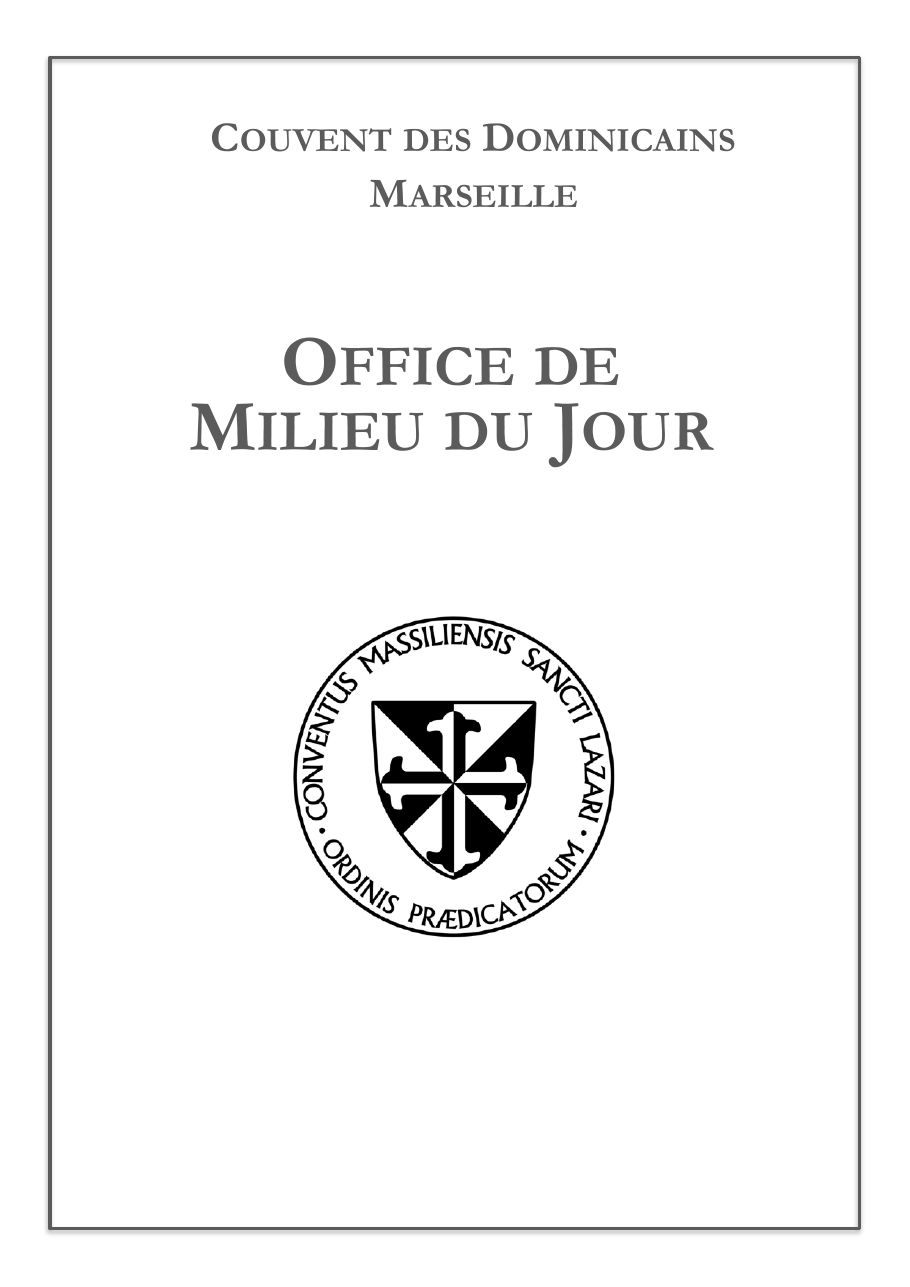 COUVENT DES DOMINICAINS
MARSEILLE
OFFICE DE
MILIEU DU JOUR
CONVENTUS MASSILIENSIS SANCTI LAZARI ·
ORDINIS PRÆDICATORUM ·